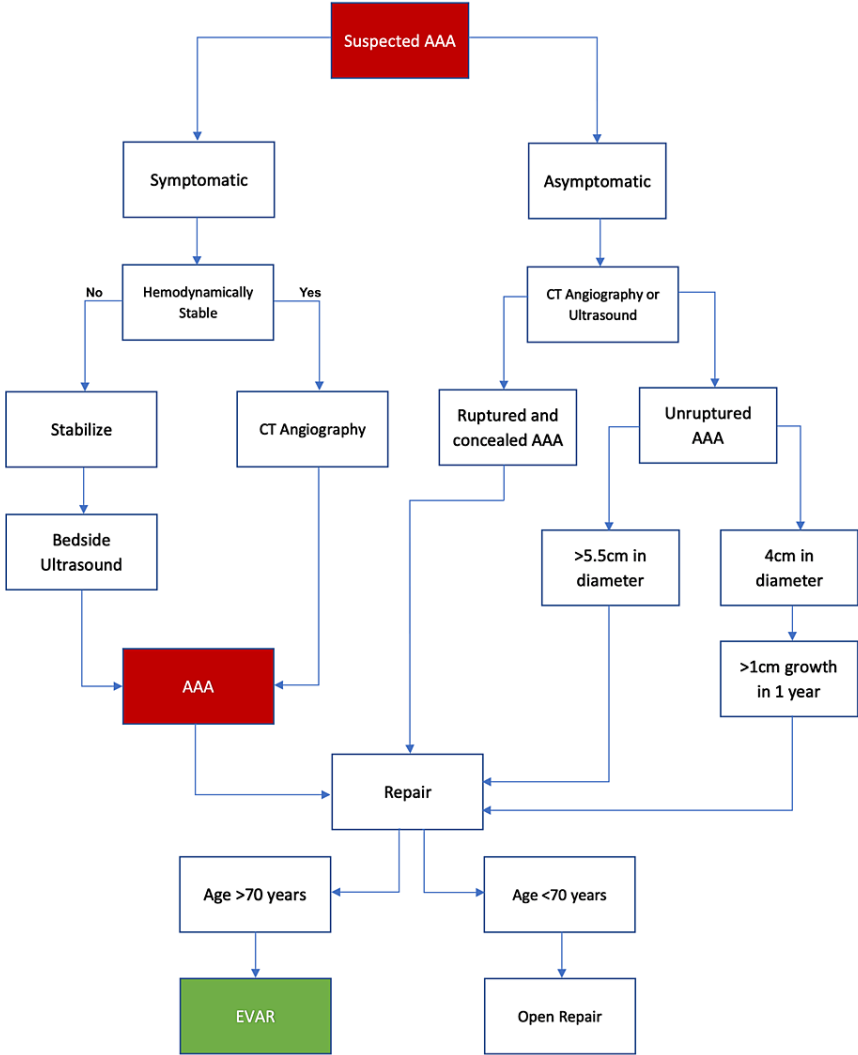 Suspected AAA
Symptomatic
Asymptomatic
No
Hemodynamically
Stable
Yes
CT Angiography or
Ultrasound
Stabilize
CT Angiography
Ruptured and
concealed AAA
Unruptured
AAA
Bedside
Ultrasound
>5.5cm in
diameter
4cm in
diameter
AAA
>1cm growth
in 1 year
Repair
Age >70 years
Age <70 years
EVAR
Open Repair